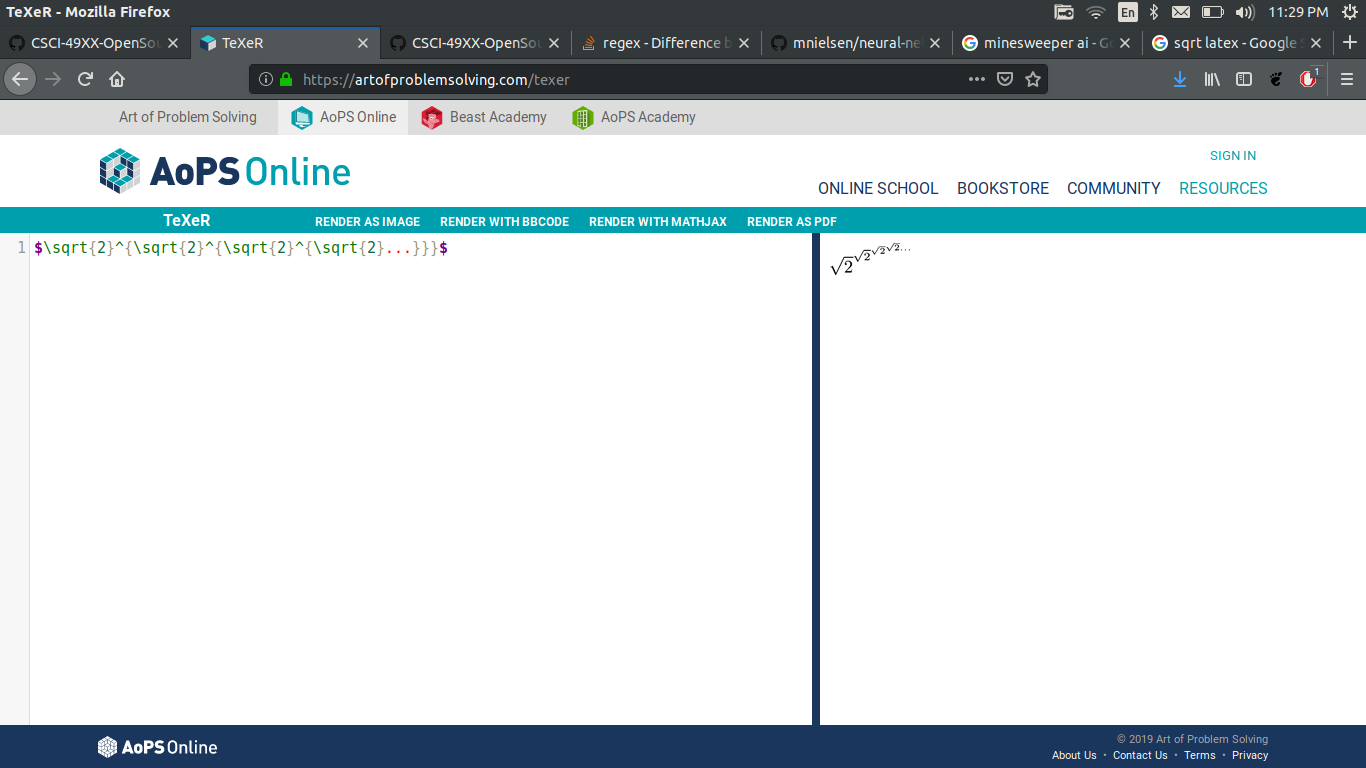 TeXeR - Mozilla Firefox En 11:29 PM
CSCI-49XX-OpenSou TeXeR CSCI-49XX-OpenSou regex - Difference b mnielsen/neural-ne minesweeper ai - Go sqrt latex - Google S
https://artofproblemsolving.com/texer 1
Art of Problem Solving AoPS Online Beast Academy AoPS Academy
SIGN IN
AoPS Online
ONLINE SCHOOL BOOKSTORE COMMUNITY RESOURCES
TeXeR RENDER AS IMAGE RENDER WITH BBCODE RENDER WITH MATHJAX RENDER AS PDF
1 $\sqrt{2}^{\sqrt{2}^{\sqrt{2}^{\sqrt{2}...}}}$
√2^√2^√2^√2...
© 2019 Art of Problem Solving
AoPS Online
About Us • Contact Us • Terms • Privacy